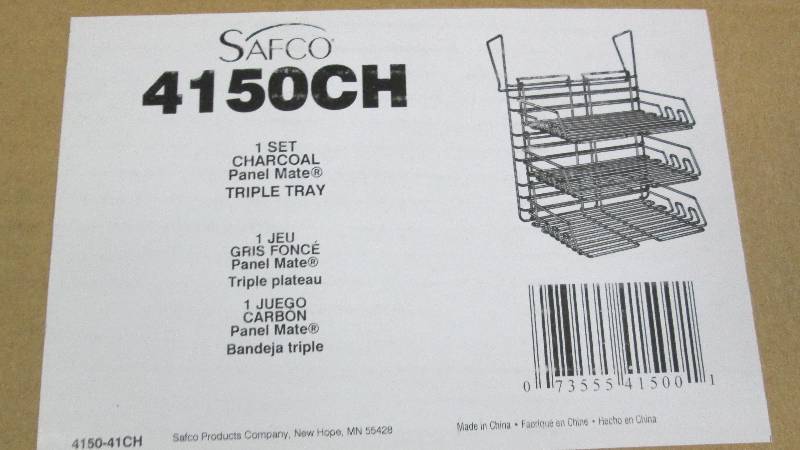 SAFCO
4150CH
1 SET
CHARCOAL
Panel Mate®
TRIPLE TRAY
1 JEU
GRIS FONCÉ
Panel Mate®
Triple plateau
1 JUEGO
CARBÓN
Panel Mate®
Bandeja triple
0 73555 41500 1
4150-41CH
Safco Products Company, New Hope, MN 55428
Made in China • Fabriqué en Chine • Hecho en China